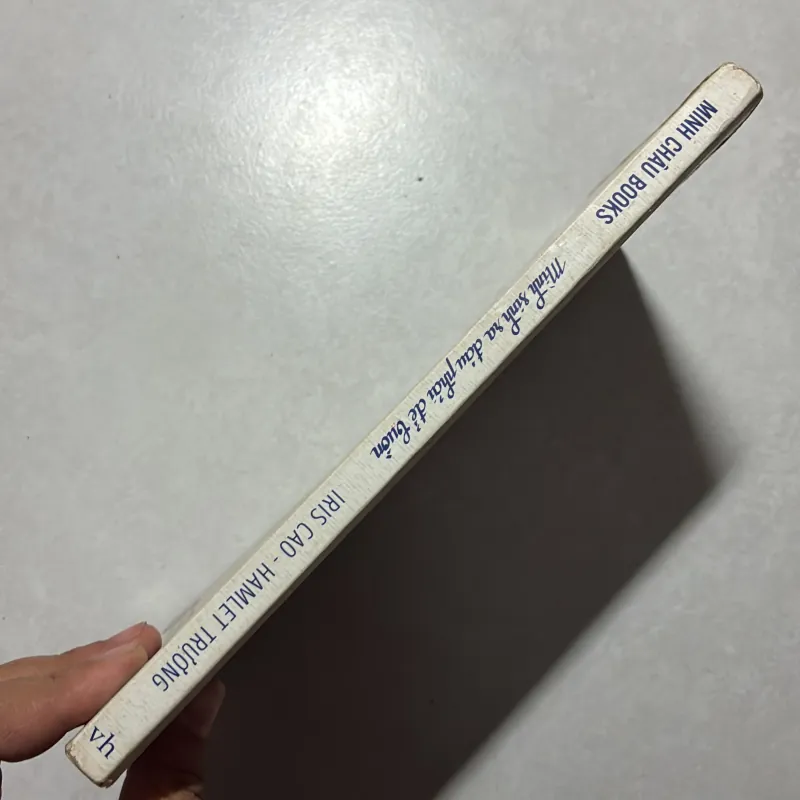 MINH CHÂU BOOKS
Mình sinh ra đâu phải để buồn
IRIS CAO - HAMLET TRƯƠNG
vh